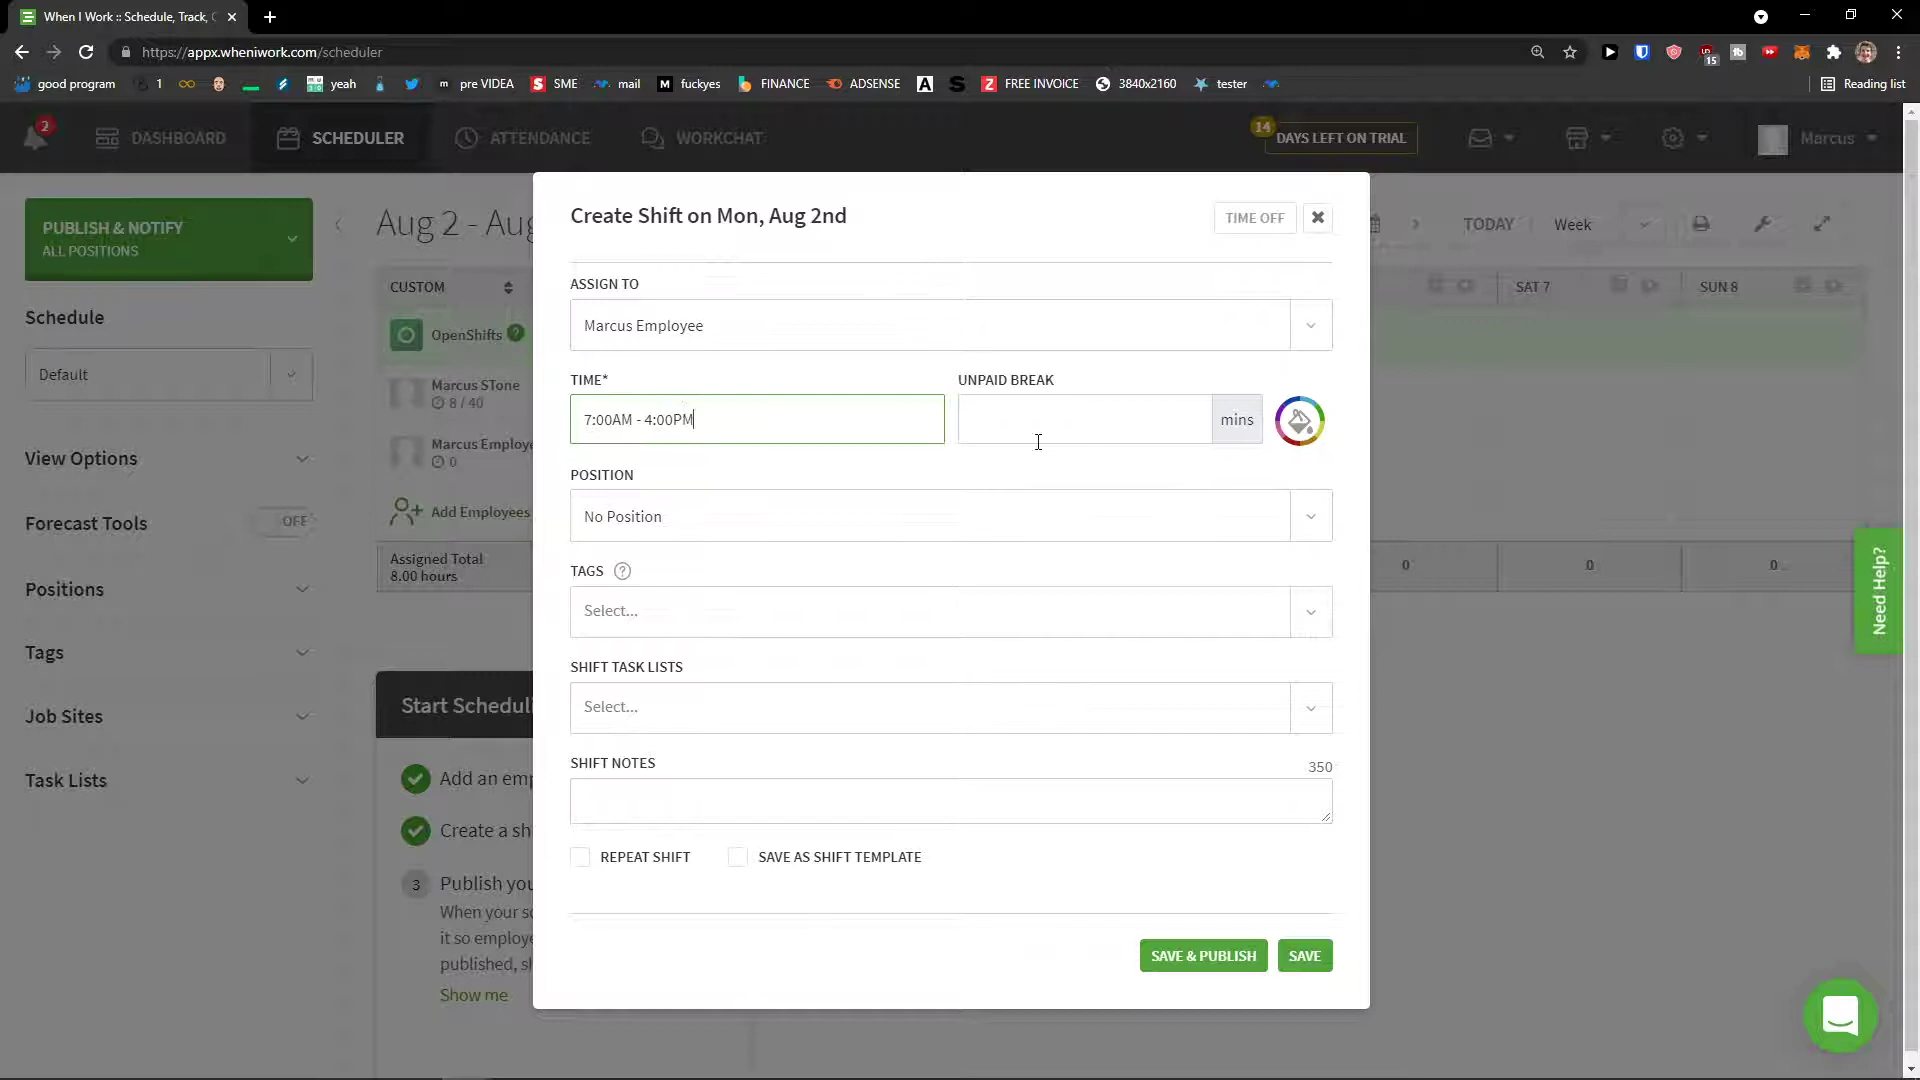 When I Work :: Schedule, Track, C
https://appx.wheniwork.com/scheduler
15
good program
1
yeah
m pre VIDEA
S SME
mail
M fuckyes
FINANCE
ADSENSE
A
S
Z FREE INVOICE
3840x2160
tester
Reading list
2
DASHBOARD
SCHEDULER
ATTENDANCE
WORKCHAT
14
DAYS LEFT ON TRIAL
Marcus
PUBLISH & NOTIFY
ALL POSITIONS
Aug 2 - Aug
TODAY
Week
Schedule
Default
View Options
Forecast Tools
OFF
Positions
Tags
Job Sites
Task Lists
CUSTOM
SAT 7
SUN 8
OpenShifts ?
Marcus STone
8 / 40
Marcus Employe
0
Add Employees
Assigned Total
8.00 hours
0
0
0
Start Scheduli
Add an emp
Create a sh
3 Publish you
When your sc
it so employe
published, sl
Show me
Create Shift on Mon, Aug 2nd
TIME OFF
ASSIGN TO
Marcus Employee
TIME*
7:00AM - 4:00PM
UNPAID BREAK
mins
POSITION
No Position
TAGS ?
Select...
SHIFT TASK LISTS
Select...
SHIFT NOTES
350
REPEAT SHIFT
SAVE AS SHIFT TEMPLATE
SAVE & PUBLISH
SAVE
Need Help?